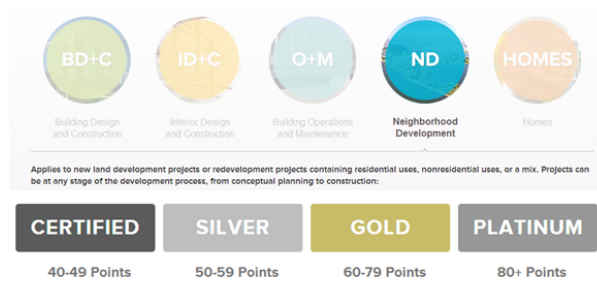 BD+C ID+C O+M ND HOMES
Building Design Interior Design Building Operations Neighborhood Homes
and Construction and Construction and Maintenance Development
Applies to new land development projects or redevelopment projects containing residential uses, nonresidential uses, or a mix. Projects can
be at any stage of the development process, from conceptual planning to construction:
CERTIFIED SILVER GOLD PLATINUM
40-49 Points 50-59 Points 60-79 Points 80+ Points